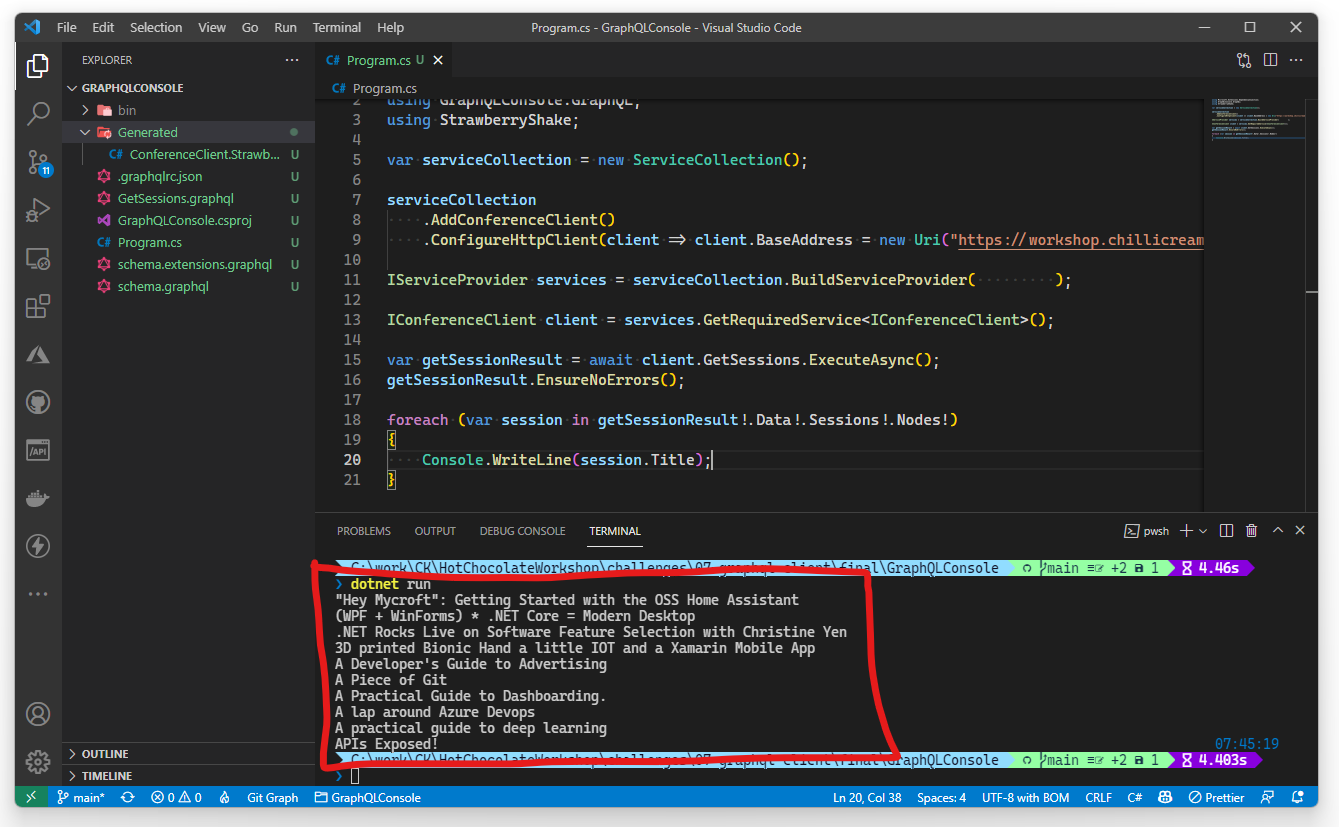 File Edit Selection View Go Run Terminal Help
Program.cs - GraphQLConsole - Visual Studio Code
EXPLORER
GRAPHQLCONSOLE
bin
Generated
C# ConferenceClient.Strawb... U
.graphqlrc.json U
GetSessions.graphql U
GraphQLConsole.csproj U
C# Program.cs U
schema.extensions.graphql U
schema.graphql U
OUTLINE
TIMELINE
11
/API
C# Program.cs U
C# Program.cs
2 using GraphQLConsole.GraphQL;
3 using StrawberryShake;
4
5 var serviceCollection = new ServiceCollection();
6
7 serviceCollection
8 .AddConferenceClient()
9 .ConfigureHttpClient(client => client.BaseAddress = new Uri("https://workshop.chillicream
10
11 IServiceProvider services = serviceCollection.BuildServiceProvider( );
12
13 IConferenceClient client = services.GetRequiredService<IConferenceClient>();
14
15 var getSessionResult = await client.GetSessions.ExecuteAsync();
16 getSessionResult.EnsureNoErrors();
17
18 foreach (var session in getSessionResult!.Data!.Sessions!.Nodes!)
19 {
20 Console.WriteLine(session.Title);
21 }
PROBLEMS OUTPUT DEBUG CONSOLE TERMINAL
pwsh
C:\work\CK\HotChocolateWorkshop\challenges\07-graphql-client\final\GraphQLConsole main +2 1 4.46s
❯ dotnet run
"Hey Mycroft": Getting Started with the OSS Home Assistant
(WPF + WinForms) * .NET Core = Modern Desktop
.NET Rocks Live on Software Feature Selection with Christine Yen
3D printed Bionic Hand a little IOT and a Xamarin Mobile App
A Developer's Guide to Advertising
A Piece of Git
A Practical Guide to Dashboarding.
A lap around Azure Devops
A practical guide to deep learning
APIs Exposed!
07:45:19
C:\work\CK\HotChocolateWorkshop\challenges\07-graphql-client\final\GraphQLConsole main +2 1 4.403s
❯
main* 0 0 Git Graph GraphQLConsole
Ln 20, Col 38 Spaces: 4 UTF-8 with BOM CRLF C# Prettier